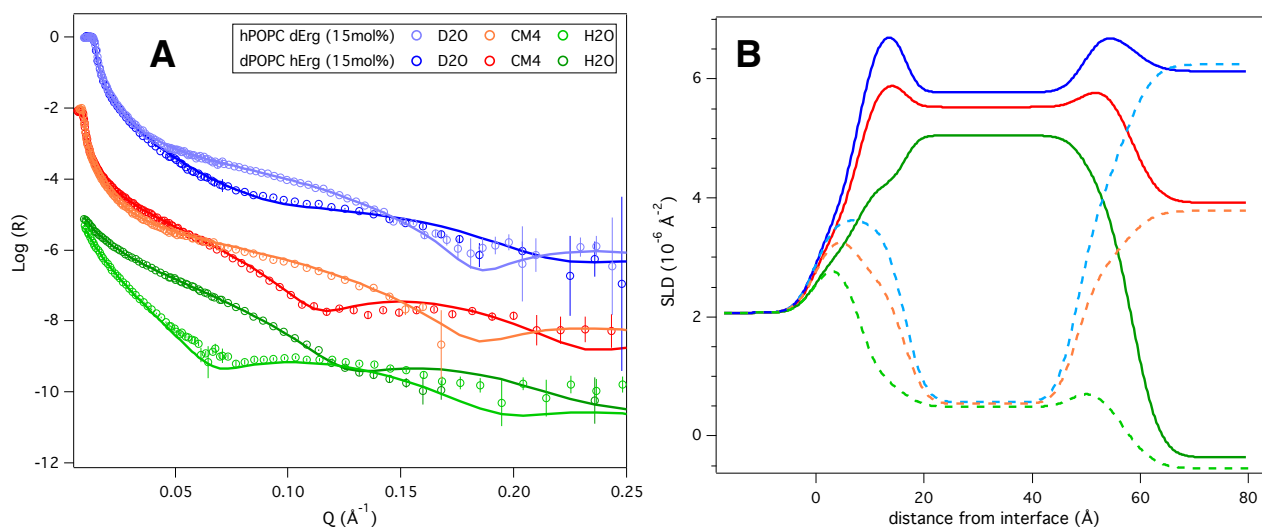 A
hPOPC dErg (15mol%) D2O CM4 H2O
dPOPC hErg (15mol%) D2O CM4 H2O
Log (R)
0
-2
-4
-6
-8
-10
-12
0.05 0.10 0.15 0.20 0.25
Q (Å⁻¹)
B
SLD (10⁻⁶ Å⁻²)
6
4
2
0
0 20 40 60 80
distance from interface (Å)